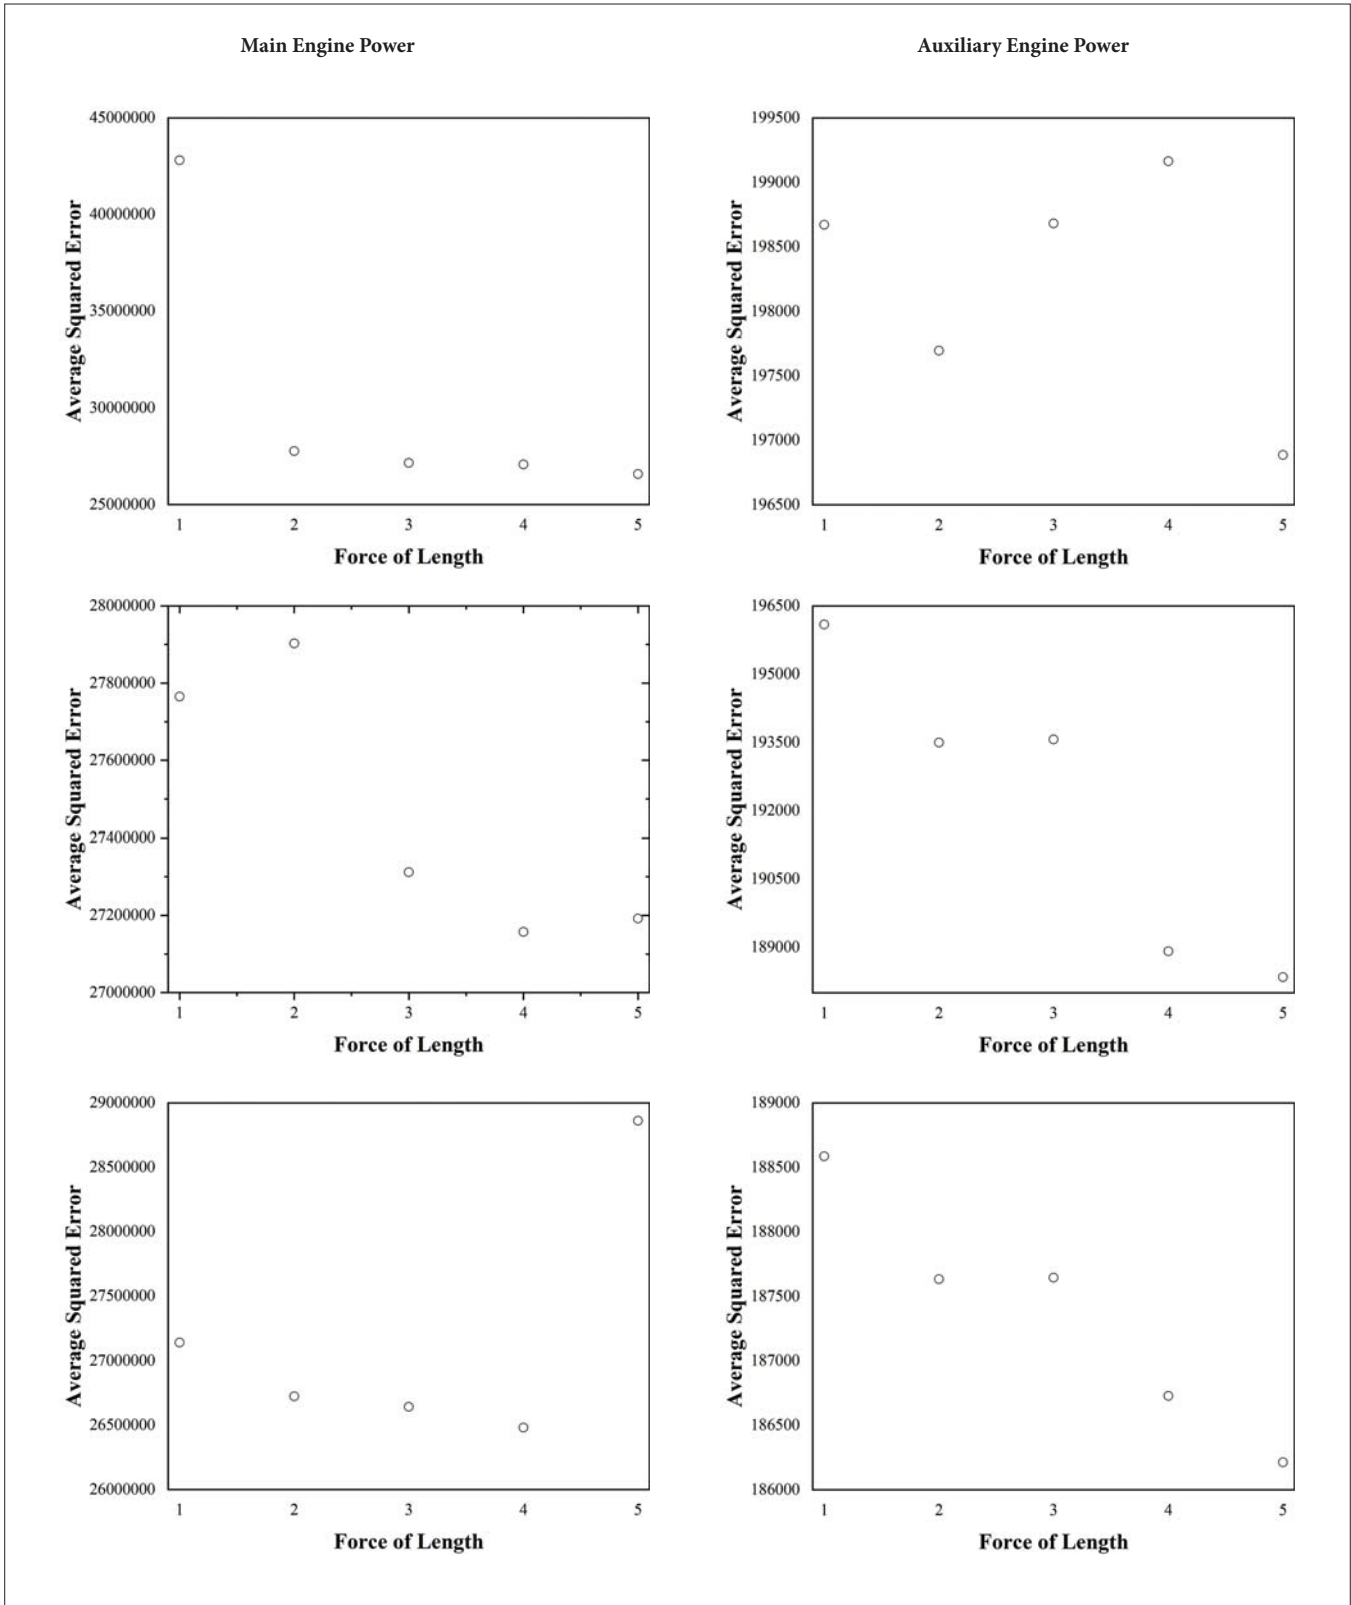 Main Engine Power
Auxiliary Engine Power
45000000
40000000
35000000
30000000
25000000
Average Squared Error
1 2 3 4 5
Force of Length
199500
199000
198500
198000
197500
197000
196500
Average Squared Error
1 2 3 4 5
Force of Length
28000000
27800000
27600000
27400000
27200000
27000000
Average Squared Error
1 2 3 4 5
Force of Length
196500
195000
193500
192000
190500
189000
Average Squared Error
1 2 3 4 5
Force of Length
29000000
28500000
28000000
27500000
27000000
26500000
26000000
Average Squared Error
1 2 3 4 5
Force of Length
189000
188500
188000
187500
187000
186500
186000
Average Squared Error
1 2 3 4 5
Force of Length